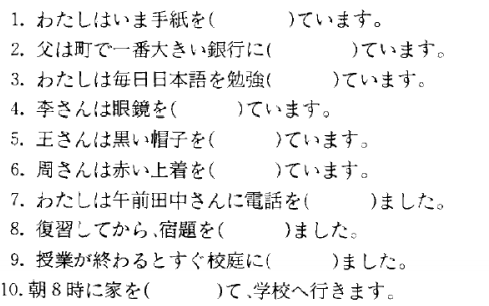 1. わたしはいま手紙を(　　　)ています。
2. 父は町で一番大きい銀行に(　　　)ています。
3. わたしは毎日日本語を勉強(　　　)ています。
4. 李さんは眼鏡を(　　　)ています。
5. 王さんは黒い帽子を(　　　)ています。
6. 周さんは赤い上着を(　　　)ています。
7. わたしは午前田中さんに電話を(　　　)ました。
8. 復習してから、宿題を(　　　)ました。
9. 授業が終わるとすぐ校庭に(　　　)ました。
10. 朝8時に家を(　　　)て、学校へ行きます。